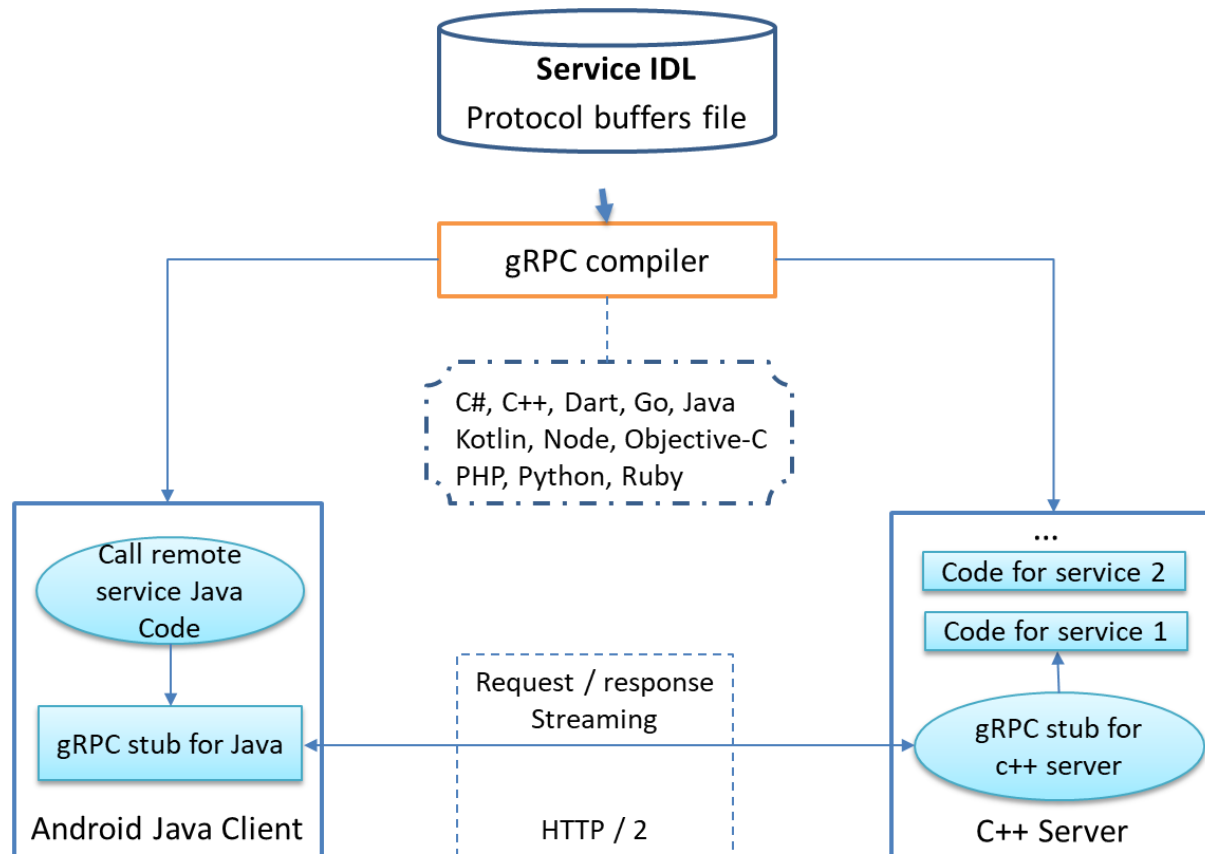 Service IDL
Protocol buffers file
gRPC compiler
C#, C++, Dart, Go, Java
Kotlin, Node, Objective-C
PHP, Python, Ruby
Call remote
service Java
Code
gRPC stub for Java
Android Java Client
Request / response
Streaming
HTTP / 2
...
Code for service 2
Code for service 1
gRPC stub for
c++ server
C++ Server